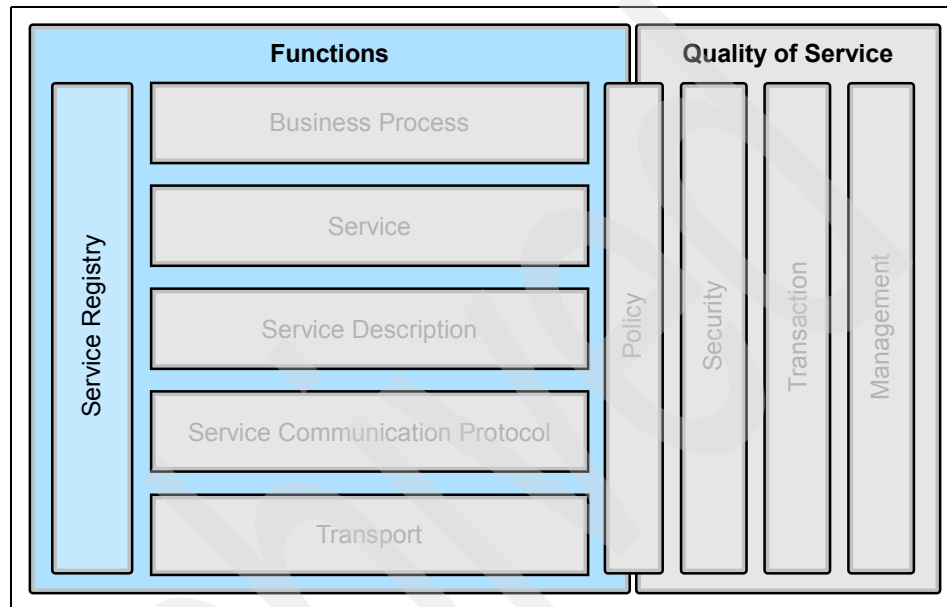 Functions
Quality of Service
Service Registry
Business Process
Service
Service Description
Service Communication Protocol
Transport
Policy
Security
Transaction
Management